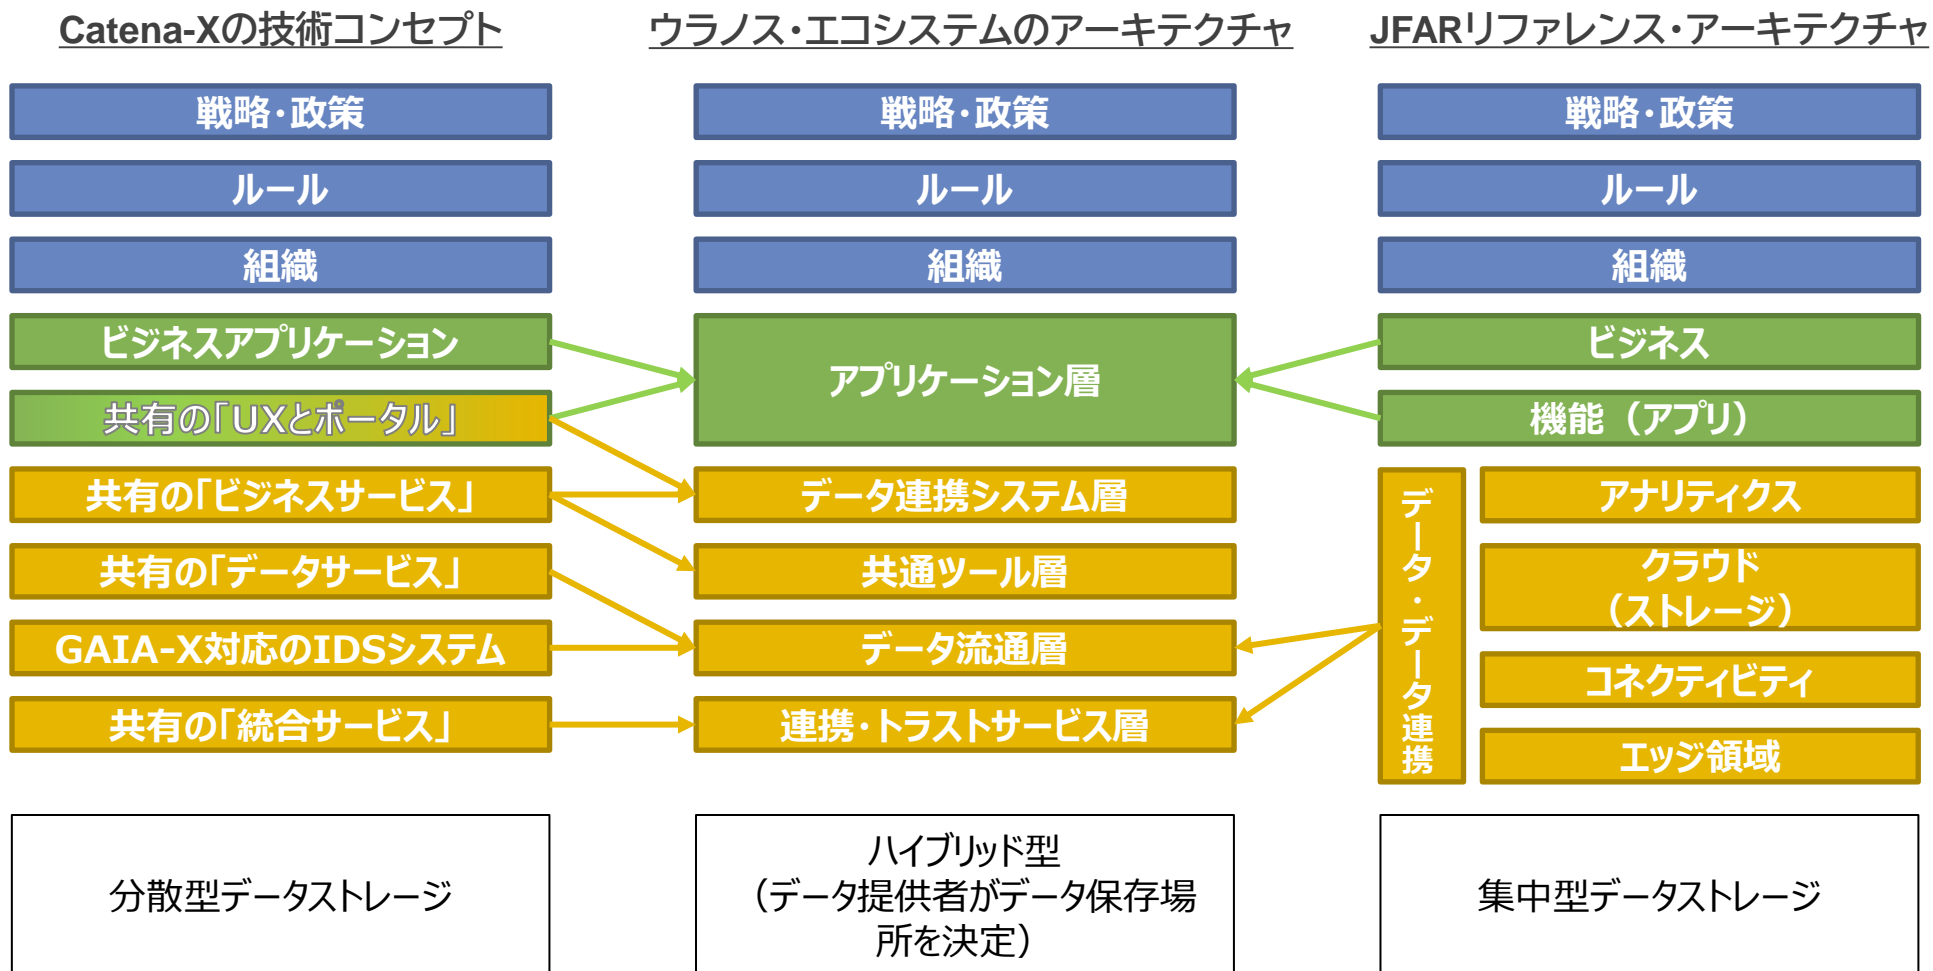 Catena-Xの技術コンセプト
戦略・政策
ルール
組織
ビジネスアプリケーション
共有の「UXとポータル」
共有の「ビジネスサービス」
共有の「データサービス」
GAIA-X対応のIDSシステム
共有の「統合サービス」
分散型データストレージ
ウラノス・エコシステムのアーキテクチャ
戦略・政策
ルール
組織
アプリケーション層
データ連携システム層
共通ツール層
データ流通層
連携・トラストサービス層
ハイブリッド型
（データ提供者がデータ保存場
所を決定）
JFARリファレンス・アーキテクチャ
戦略・政策
ルール
組織
ビジネス
機能（アプリ）
データ・データ連携
アナリティクス
クラウド
（ストレージ）
コネクティビティ
エッジ領域
集中型データストレージ